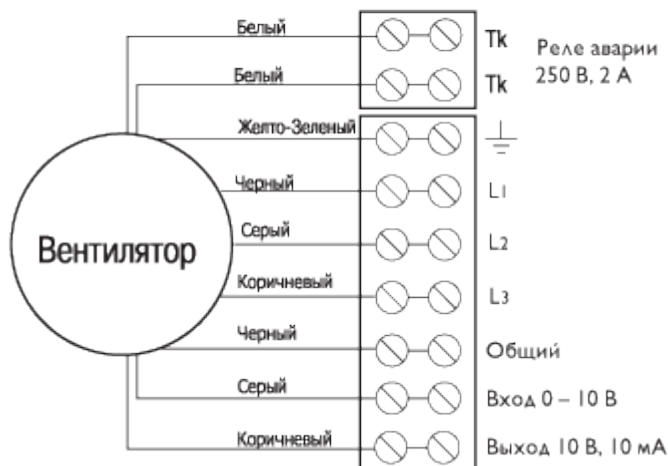 Белый
Tk
Реле аварии
250 В, 2 А
Белый
Tk
Желто-Зеленый
Черный
L1
Серый
L2
Вентилятор
Коричневый
L3
Черный
Общий
Серый
Вход 0 – 10 В
Коричневый
Выход 10 В, 10 мА